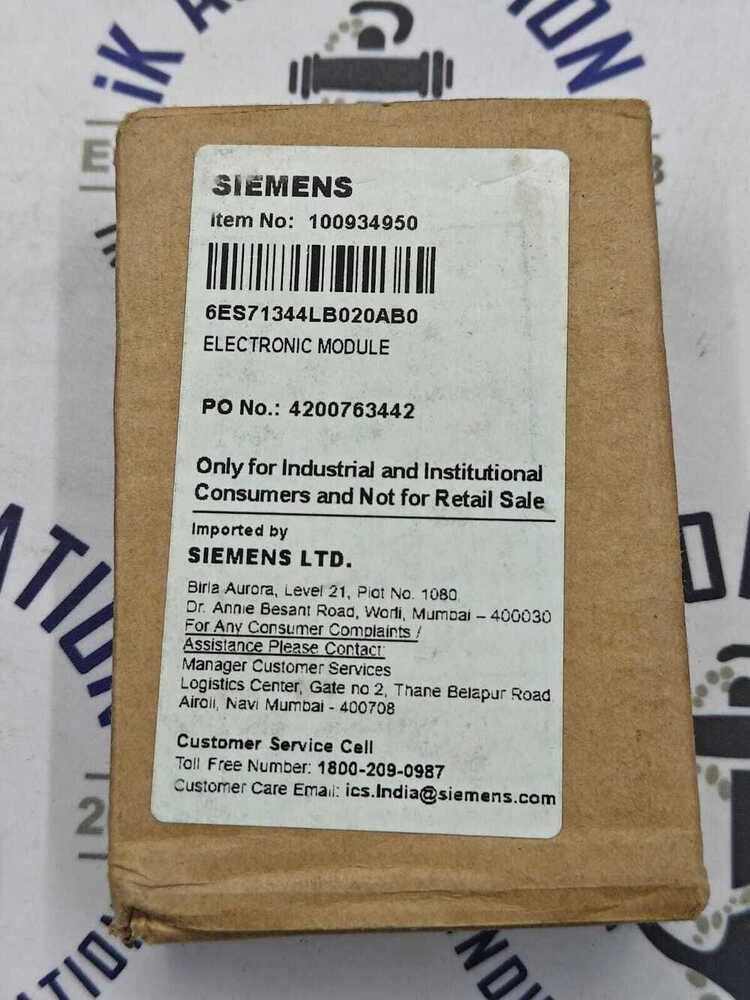 SIEMENS
Item No: 100934950
6ES71344LB020AB0
ELECTRONIC MODULE
PO No.: 4200763442
Only for Industrial and Institutional
Consumers and Not for Retail Sale
Imported by
SIEMENS LTD.
Birla Aurora, Level 21, Plot No. 1080,
Dr. Annie Besant Road, Worli, Mumbai – 400030
For Any Consumer Complaints /
Assistance Please Contact:
Manager Customer Services
Logistics Center, Gate no 2, Thane Belapur Road
Airoli, Navi Mumbai - 400708
Customer Service Cell
Toll Free Number: 1800-209-0987
Customer Care Email: ics.India@siemens.com